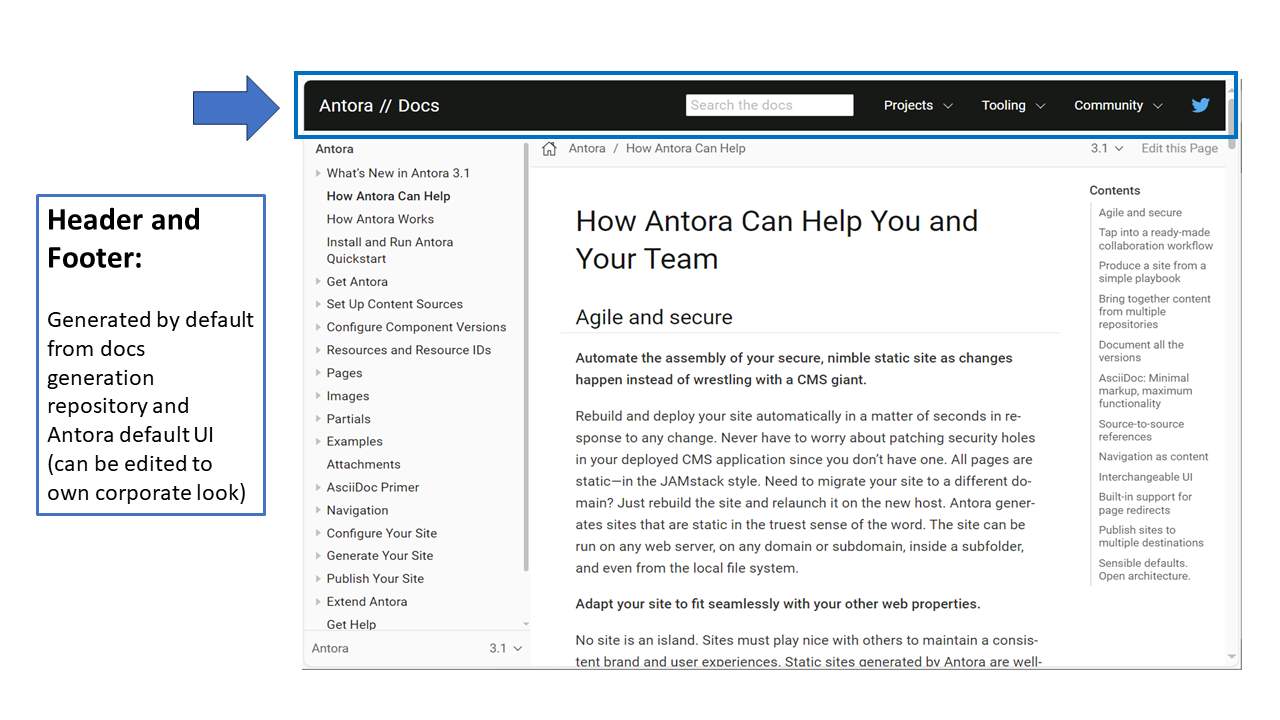 Antora // Docs
Search the docs
Projects
Tooling
Community
Header and
Footer:
Generated by default
from docs
generation
repository and
Antora default UI
(can be edited to
own corporate look)
Antora
What's New in Antora 3.1
How Antora Can Help
How Antora Works
Install and Run Antora
Quickstart
Get Antora
Set Up Content Sources
Configure Component Versions
Resources and Resource IDs
Pages
Images
Partials
Examples
Attachments
AsciiDoc Primer
Navigation
Configure Your Site
Generate Your Site
Publish Your Site
Extend Antora
Get Help
Antora 3.1
Antora / How Antora Can Help
3.1
Edit this Page
How Antora Can Help You and
Your Team
Agile and secure
Automate the assembly of your secure, nimble static site as changes
happen instead of wrestling with a CMS giant.
Rebuild and deploy your site automatically in a matter of seconds in re-
sponse to any change. Never have to worry about patching security holes
in your deployed CMS application since you don't have one. All pages are
static—in the JAMstack style. Need to migrate your site to a different do-
main? Just rebuild the site and relaunch it on the new host. Antora gener-
ates sites that are static in the truest sense of the word. The site can be
run on any web server, on any domain or subdomain, inside a subfolder,
and even from the local file system.
Adapt your site to fit seamlessly with your other web properties.
No site is an island. Sites must play nice with others to maintain a consis-
tent brand and user experiences. Static sites generated by Antora are well-
Contents
Agile and secure
Tap into a ready-made
collaboration workflow
Produce a site from a
simple playbook
Bring together content
from multiple
repositories
Document all the
versions
AsciiDoc: Minimal
markup, maximum
functionality
Source-to-source
references
Navigation as content
Interchangeable UI
Built-in support for
page redirects
Publish sites to
multiple destinations
Sensible defaults.
Open architecture.